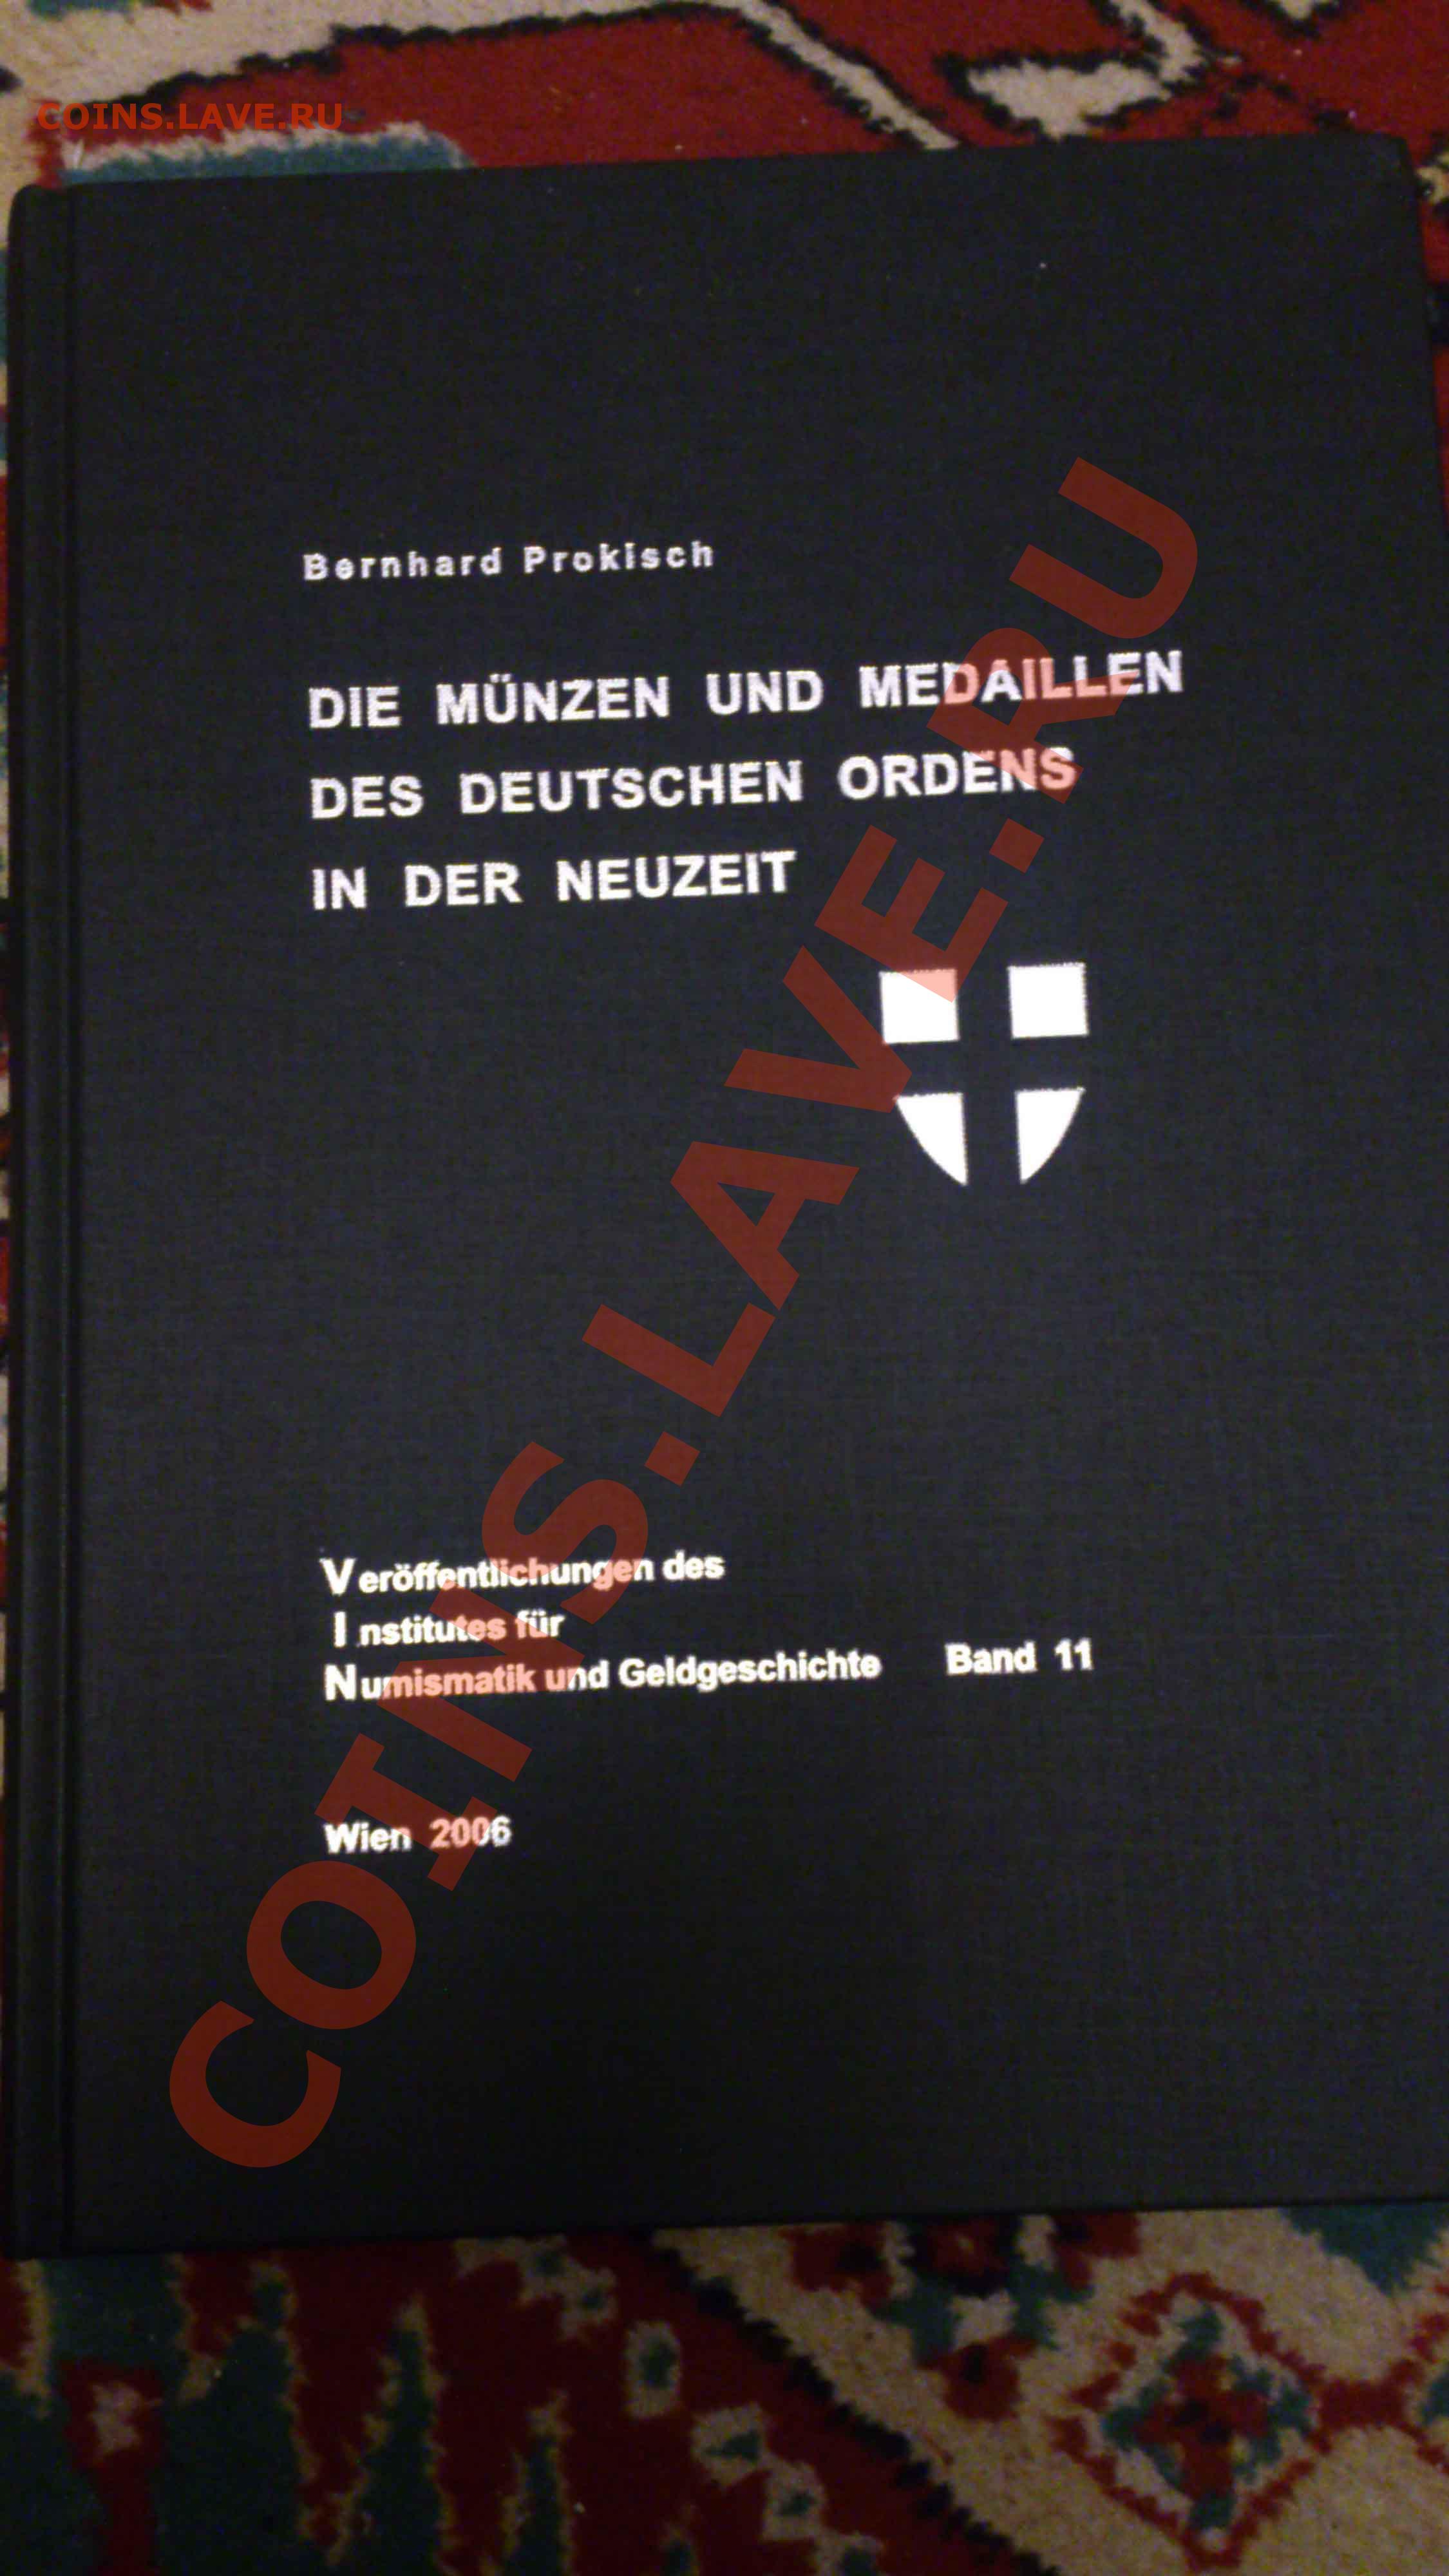 COINS.LAVE.RU
Bernhard Prokisch
DIE MÜNZEN UND MEDAILLEN
DES DEUTSCHEN ORDENS
IN DER NEUZEIT
COINS.LAVE.RU
Veröffentlichungen des
Institutes für
Numismatik und Geldgeschichte Band 11
Wien 2006